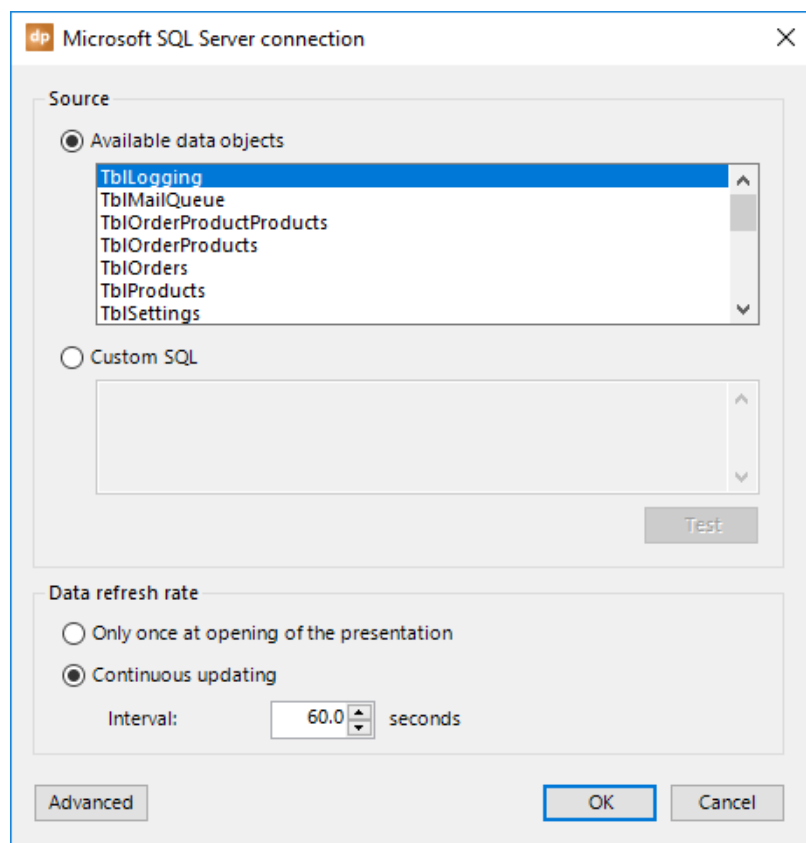 dp Microsoft SQL Server connection
Source
Available data objects
TblLogging
TblMailQueue
TblOrderProductProducts
TblOrderProducts
TblOrders
TblProducts
TblSettings
Custom SQL
Test
Data refresh rate
Only once at opening of the presentation
Continuous updating
Interval: 60.0 seconds
Advanced OK Cancel